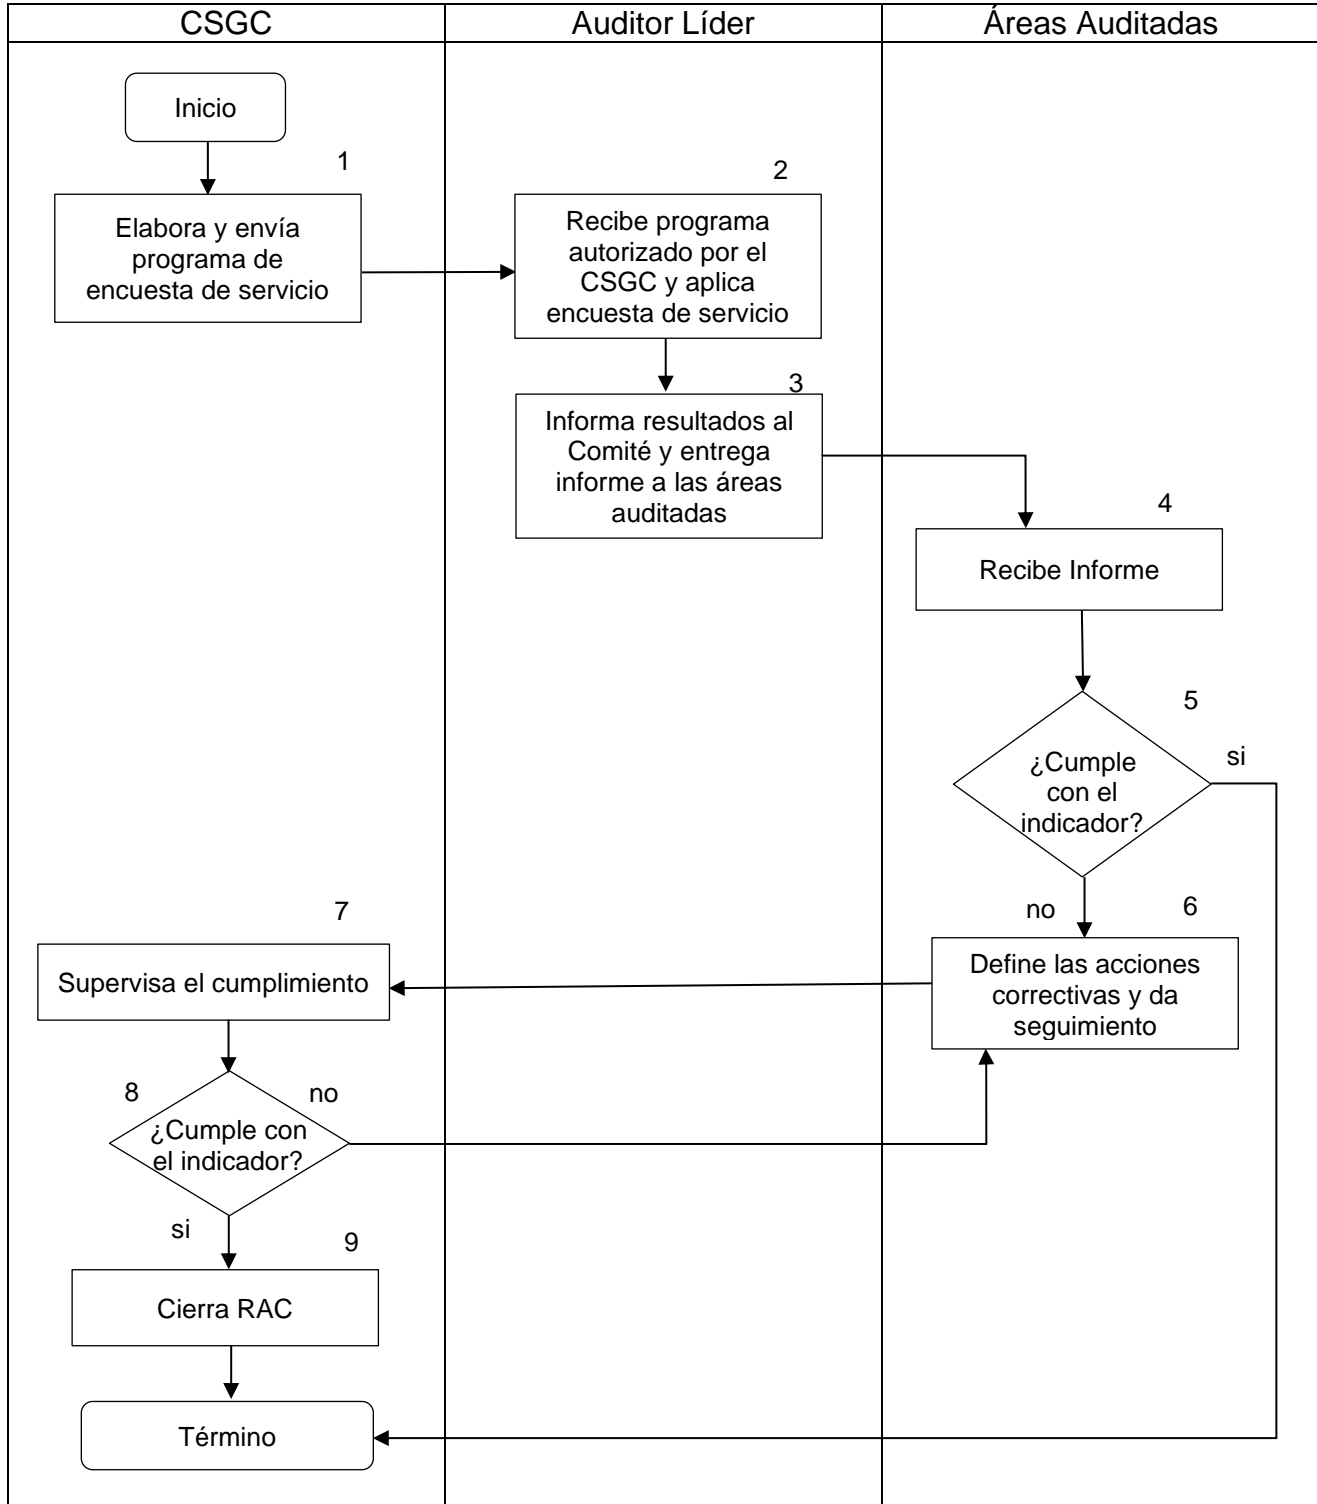 CSGC
Auditor Líder
Áreas Auditadas
Inicio
1
Elabora y envía
programa de
encuesta de servicio
2
Recibe programa
autorizado por el
CSGC y aplica
encuesta de servicio
3
Informa resultados al
Comité y entrega
informe a las áreas
auditadas
4
Recibe Informe
5
¿Cumple
con el
indicador?
si
no
6
Define las acciones
correctivas y da
seguimiento
7
Supervisa el cumplimiento
8
no
¿Cumple con
el indicador?
si
9
Cierra RAC
Término